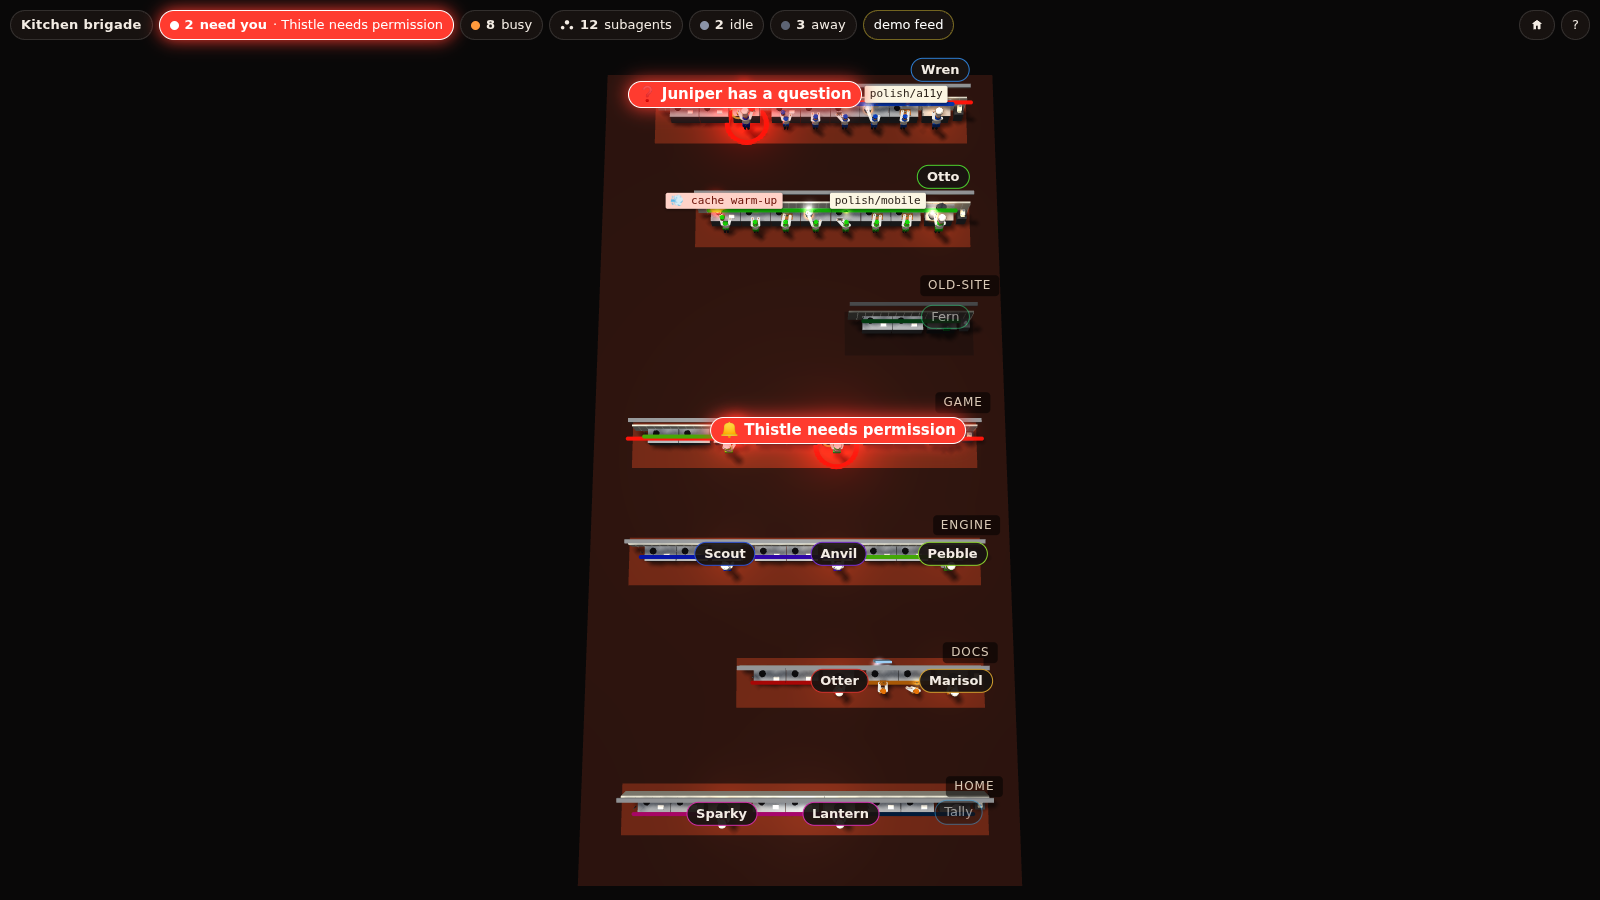 Kitchen brigade
2 need you · Thistle needs permission
8 busy
12 subagents
2 idle
3 away
demo feed
?
Wren
❓ Juniper has a question
polish/a11y
Otto
💨 cache warm-up
polish/mobile
OLD-SITE
Fern
GAME
🔔 Thistle needs permission
ENGINE
Scout
Anvil
Pebble
DOCS
Otter
Marisol
HOME
Sparky
Lantern
Tally